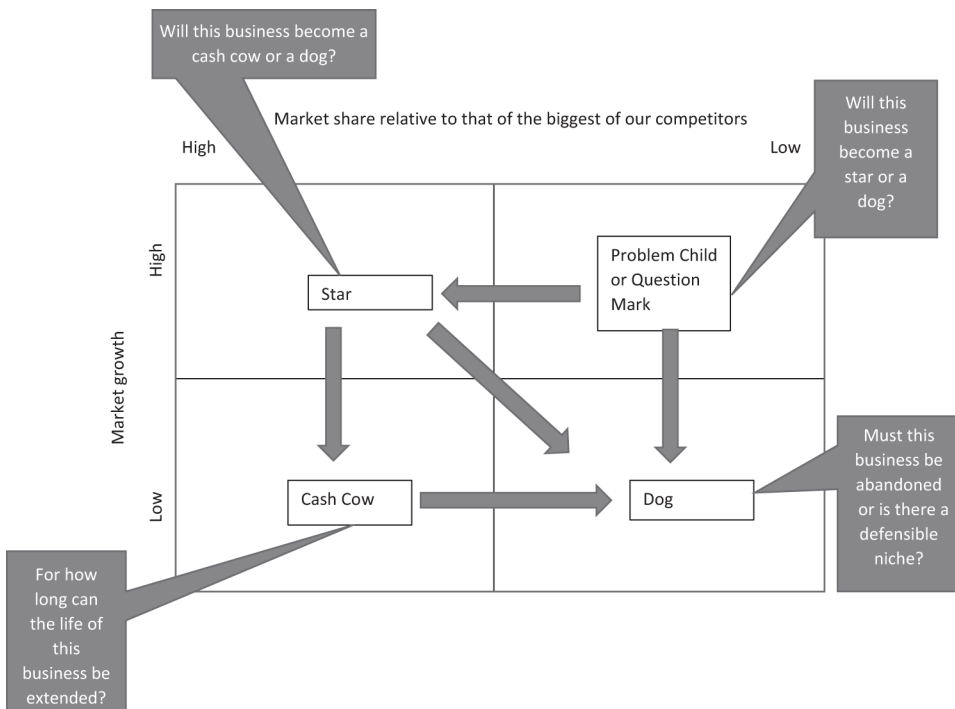 Will this business become a
cash cow or a dog?
Market share relative to that of the biggest of our competitors
High
Low
Will this
business
become a
star or a
dog?
Market growth
High
Star
Problem Child
or Question
Mark
Low
Cash Cow
Dog
Must this
business be
abandoned
or is there a
defensible
niche?
For how
long can
the life of
this
business be
extended?